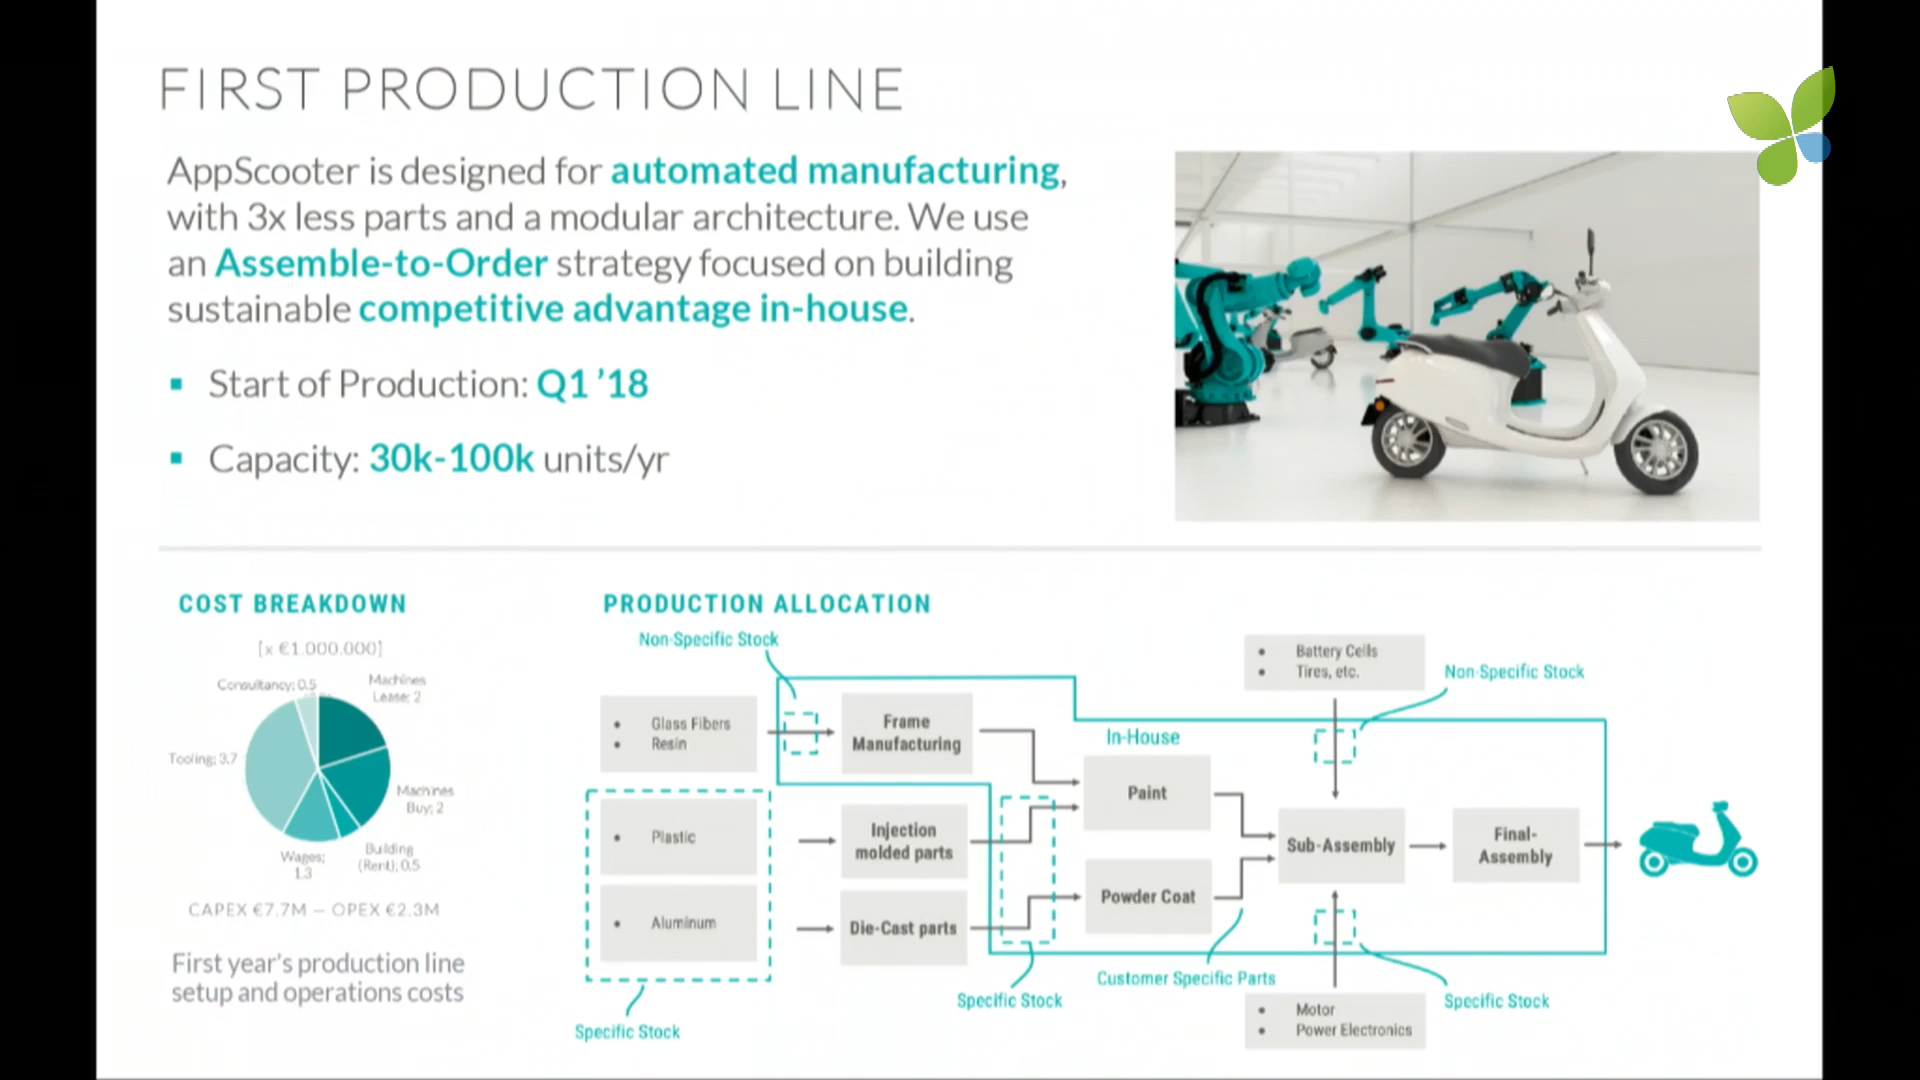 FIRST PRODUCTION LINE
AppScooter is designed for automated manufacturing,
with 3x less parts and a modular architecture. We use
an Assemble-to-Order strategy focused on building
sustainable competitive advantage in-house.
▪ Start of Production: Q1 ’18
▪ Capacity: 30k-100k units/yr
COST BREAKDOWN
[x €1.000.000]
Consultancy; 0.5
Machines
Lease; 2
Tooling; 3.7
Machines
Buy; 2
Building
(Rent); 0.5
Wages;
1.3
CAPEX €7.7M – OPEX €2.3M
First year's production line
setup and operations costs
PRODUCTION ALLOCATION
Non-Specific Stock
• Glass Fibers
• Resin
Frame
Manufacturing
• Plastic
Injection
molded parts
• Aluminum
Die-Cast parts
Specific Stock
Specific Stock
In-House
Paint
Powder Coat
Customer Specific Parts
• Battery Cells
• Tires, etc.
Non-Specific Stock
Sub-Assembly
Final-
Assembly
• Motor
• Power Electronics
Specific Stock